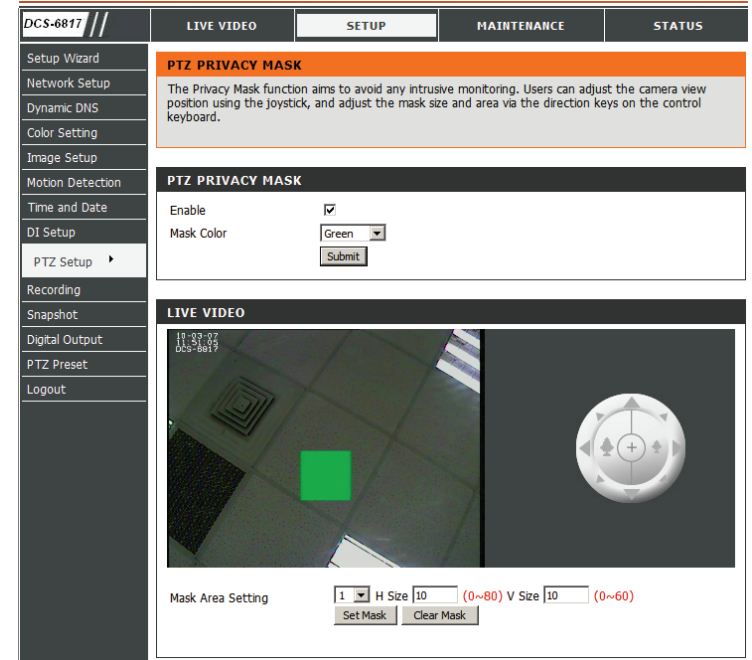 DCS-6817 //
LIVE VIDEO
SETUP
MAINTENANCE
STATUS
Setup Wizard
Network Setup
Dynamic DNS
Color Setting
Image Setup
Motion Detection
Time and Date
DI Setup
PTZ Setup
Recording
Snapshot
Digital Output
PTZ Preset
Logout
PTZ PRIVACY MASK
The Privacy Mask function aims to avoid any intrusive monitoring. Users can adjust the camera view
position using the joystick, and adjust the mask size and area via the direction keys on the control
keyboard.
PTZ PRIVACY MASK
Enable
Mask Color Green
Submit
LIVE VIDEO
10-03-07
11:51:05
DCS-6817
Mask Area Setting 1 H Size 10 (0~80) V Size 10 (0~60)
Set Mask Clear Mask